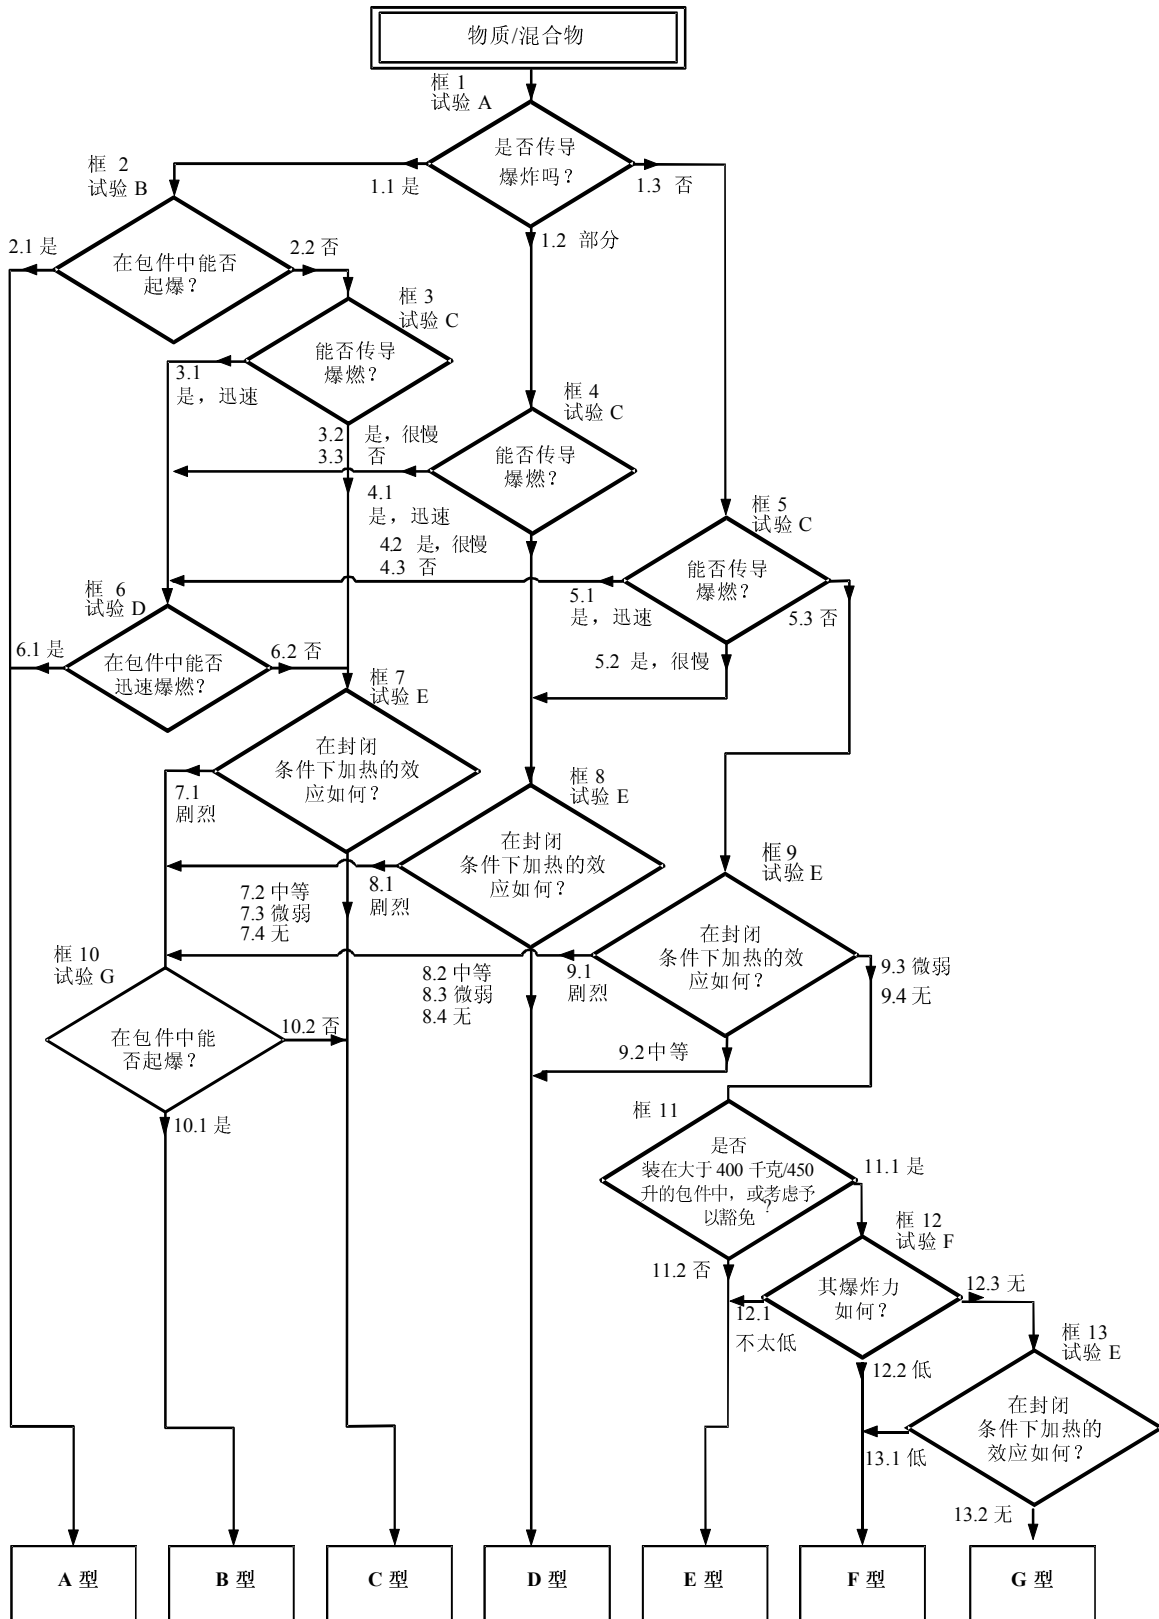 物质/混合物
框 1
试验 A
是否传导
爆炸吗？
1.1 是
1.3 否
1.2 部分
框 2
试验 B
2.1 是
在包件中能否
起爆？
2.2 否
框 3
试验 C
能否传导
爆燃？
3.1
是，迅速
3.2 是，很慢
3.3 否
框 4
试验 C
能否传导
爆燃？
4.1
是，迅速
4.2 是，很慢
4.3 否
框 5
试验 C
能否传导
爆燃？
5.1
是，迅速
5.3 否
5.2 是，很慢
框 6
试验 D
6.1 是
在包件中能否
迅速爆燃？
6.2 否
框 7
试验 E
在封闭
条件下加热的效
应如何？
7.1
剧烈
7.2 中等
7.3 微弱
7.4 无
框 8
试验 E
在封闭
条件下加热的效
应如何？
8.1
剧烈
8.2 中等
8.3 微弱
8.4 无
框 9
试验 E
在封闭
条件下加热的效
应如何？
9.1
剧烈
9.3 微弱
9.4 无
9.2中等
框 10
试验 G
在包件中能
否起爆？
10.2 否
10.1 是
框 11
是否
装在大于 400 千克/450
升的包件中，或考虑予
以豁免？
11.1 是
11.2 否
框 12
试验 F
其爆炸力
如何？
12.3 无
12.1
不太低
12.2 低
框 13
试验 E
在封闭
条件下加热的
效应如何？
13.1 低
13.2 无
A 型
B 型
C 型
D 型
E 型
F 型
G 型